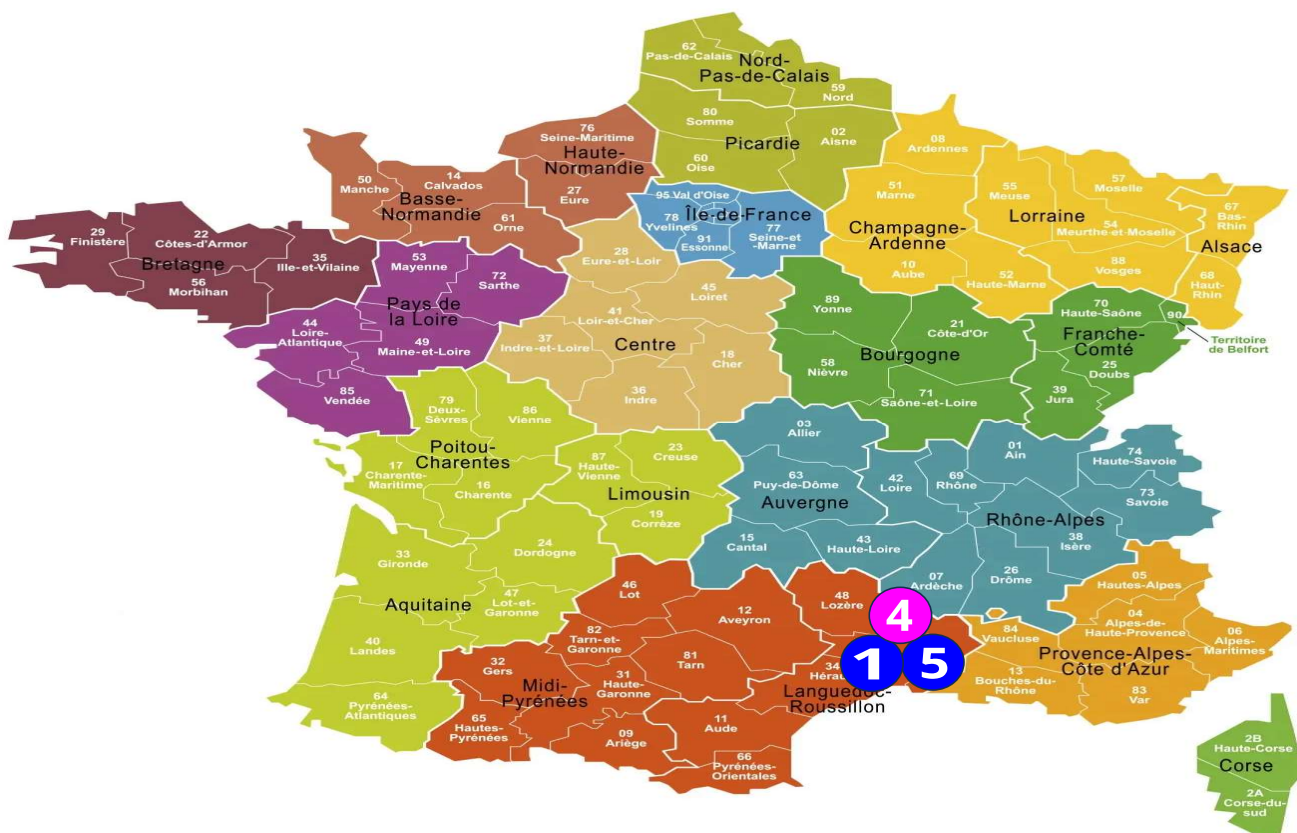 62
Pas-de-Calais
Nord-
Pas-de-Calais
59
Nord
80
Somme
02
Aisne
Picardie
60
Oise
76
Seine-Maritime
Haute-
Normandie
27
Eure
08
Ardennes
50
Manche
14
Calvados
Basse-
Normandie
61
Orne
95 Val d'Oise
Île-de-France
78
Yvelines
91
Essonne
77
Seine-et
-Marne
51
Marne
Champagne-
Ardenne
10
Aube
52
Haute-Marne
55
Meuse
57
Moselle
Lorraine
54
Meurthe-et-Moselle
88
Vosges
67
Bas-
Rhin
Alsace
68
Haut-
Rhin
29
Finistère
22
Côtes-d'Armor
35
Ille-et-Vilaine
Bretagne
56
Morbihan
53
Mayenne
72
Sarthe
Pays de
la Loire
44
Loire-
Atlantique
49
Maine-et-Loire
85
Vendée
28
Eure-et-Loir
45
Loiret
41
Loir-et-Cher
37
Indre-et-Loire
Centre
18
Cher
36
Indre
89
Yonne
21
Côte-d'Or
Bourgogne
58
Nièvre
71
Saône-et-Loire
70
Haute-Saône
90
Territoire
de Belfort
Franche-
Comté
25
Doubs
39
Jura
79
Deux-
Sèvres
86
Vienne
Poitou-
Charentes
17
Charente-
Maritime
16
Charente
23
Creuse
87
Haute-
Vienne
Limousin
19
Corrèze
03
Allier
63
Puy-de-Dôme
Auvergne
15
Cantal
43
Haute-Loire
42
Loire
69
Rhône
01
Ain
74
Haute-Savoie
73
Savoie
Rhône-Alpes
38
Isère
07
Ardèche
26
Drôme
33
Gironde
24
Dordogne
47
Lot-et-
Garonne
Aquitaine
40
Landes
64
Pyrénées-
Atlantiques
46
Lot
12
Aveyron
82
Tarn-et-
Garonne
81
Tarn
32
Gers
31
Haute-
Garonne
Midi-
Pyrénées
65
Hautes-
Pyrénées
09
Ariège
48
Lozère
4
1
5
34
Languedoc-
Roussillon
11
Aude
66
Pyrénées-
Orientales
05
Hautes-Alpes
84
Vaucluse
04
Alpes-de-
Haute-Provence
06
Alpes-
Maritimes
Provence-Alpes-
Côte d'Azur
13
Bouches-du-
Rhône
83
Var
2B
Haute-Corse
Corse
2A
Corse-du-
sud